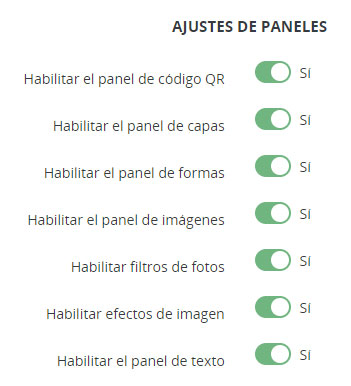 AJUSTES DE PANELES
Habilitar el panel de código QR Sí
Habilitar el panel de capas Sí
Habilitar el panel de formas Sí
Habilitar el panel de imágenes Sí
Habilitar filtros de fotos Sí
Habilitar efectos de imagen Sí
Habilitar el panel de texto Sí